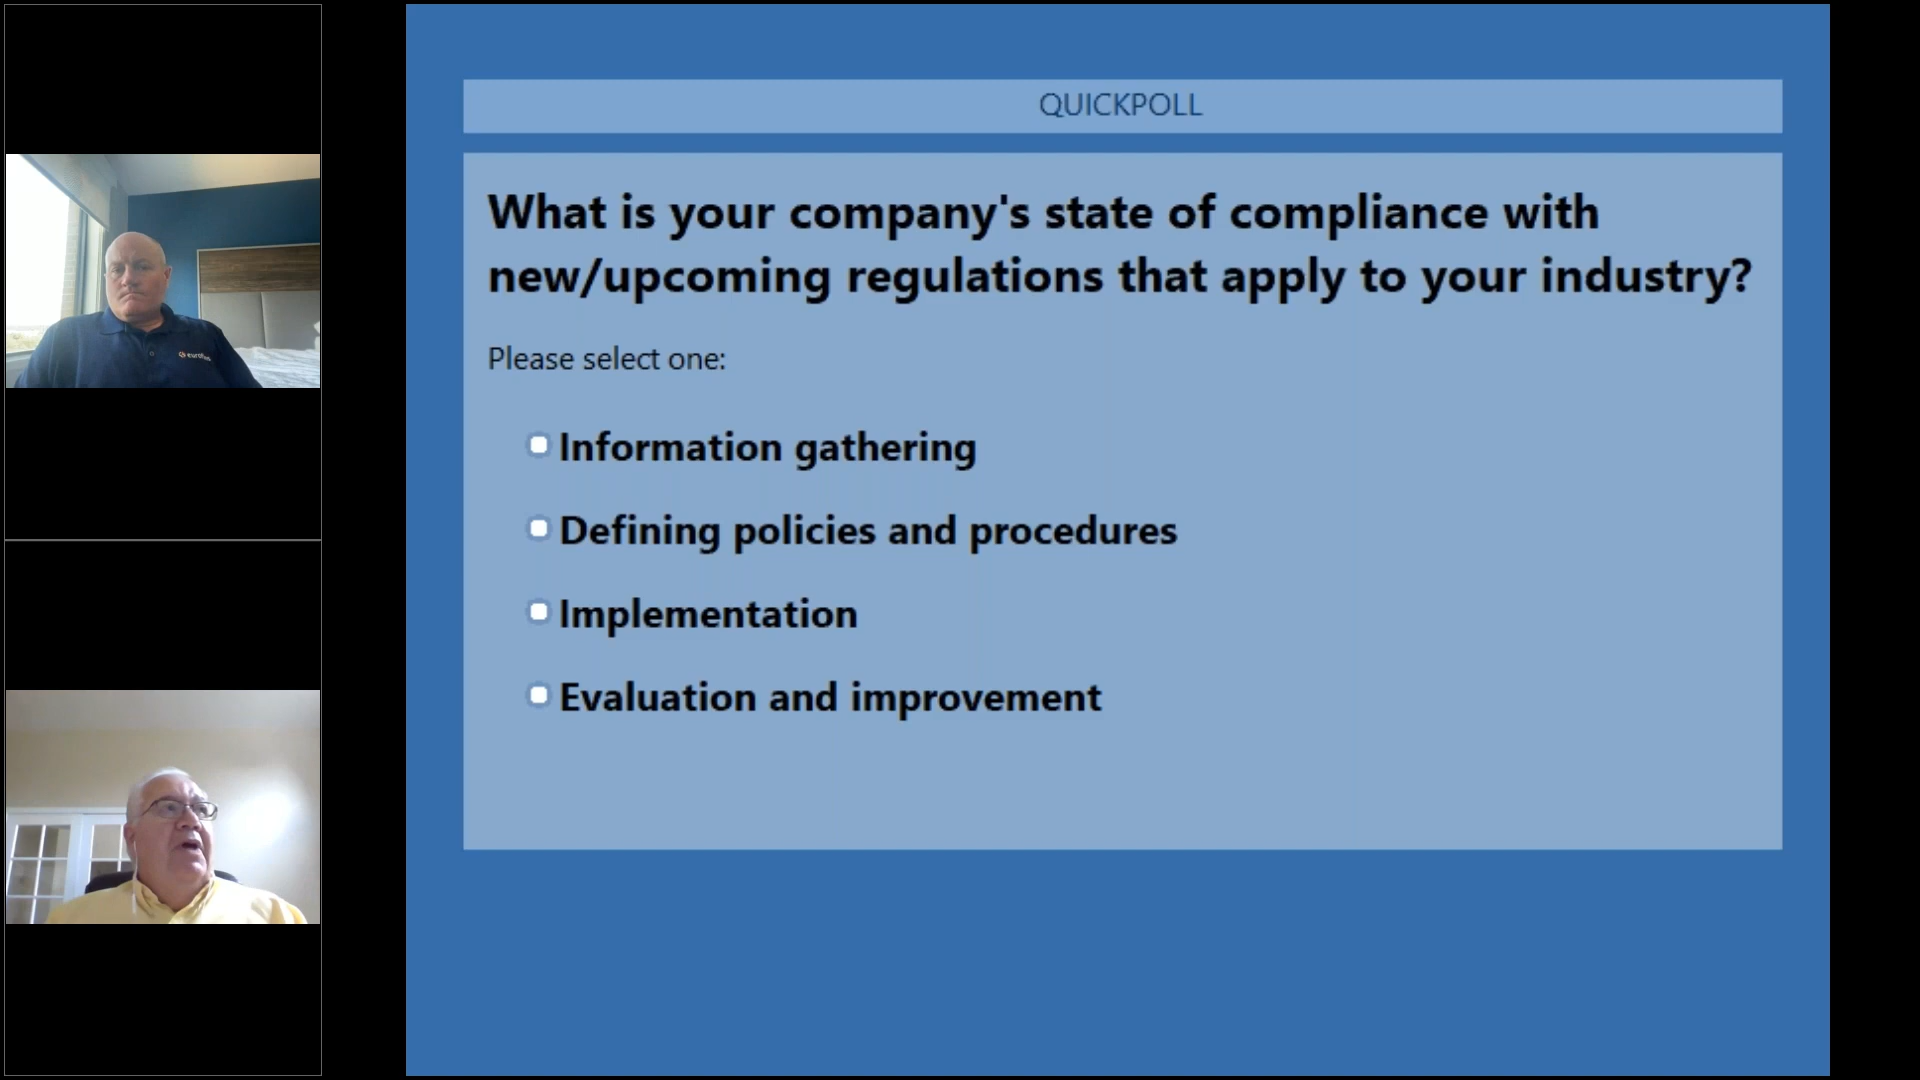 QUICKPOLL
What is your company's state of compliance with
new/upcoming regulations that apply to your industry?
Please select one:
Information gathering
Defining policies and procedures
Implementation
Evaluation and improvement